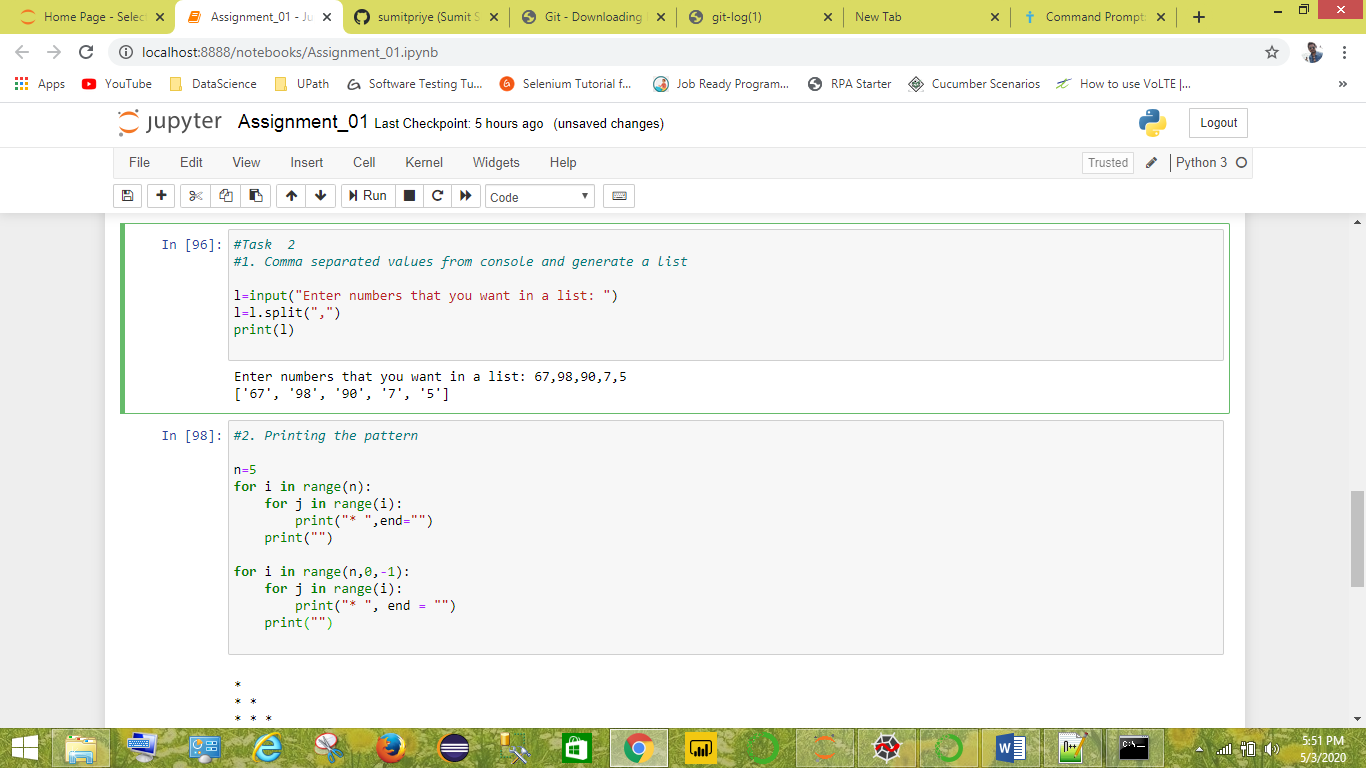 Home Page - Select
Assignment_01 - Ju
sumitpriye (Sumit S
Git - Downloading
git-log(1)
New Tab
Command Prompt
localhost:8888/notebooks/Assignment_01.ipynb
Apps
YouTube
DataScience
UPath
Software Testing Tu...
Selenium Tutorial f...
Job Ready Program...
RPA Starter
Cucumber Scenarios
How to use VoLTE |...
»
jupyter Assignment_01 Last Checkpoint: 5 hours ago (unsaved changes)
Logout
File Edit View Insert Cell Kernel Widgets Help
Trusted
Python 3
Run
Code
In [96]:
#Task  2
#1. Comma separated values from console and generate a list
l=input("Enter numbers that you want in a list: ")
l=l.split(",")
print(l)
Enter numbers that you want in a list: 67,98,90,7,5
['67', '98', '90', '7', '5']
In [98]:
#2. Printing the pattern
n=5
for i in range(n):
    for j in range(i):
        print("* ",end="")
    print("")
for i in range(n,0,-1):
    for j in range(i):
        print("* ", end = "")
    print("")
*
* *
* * *
5:51 PM
5/3/2020